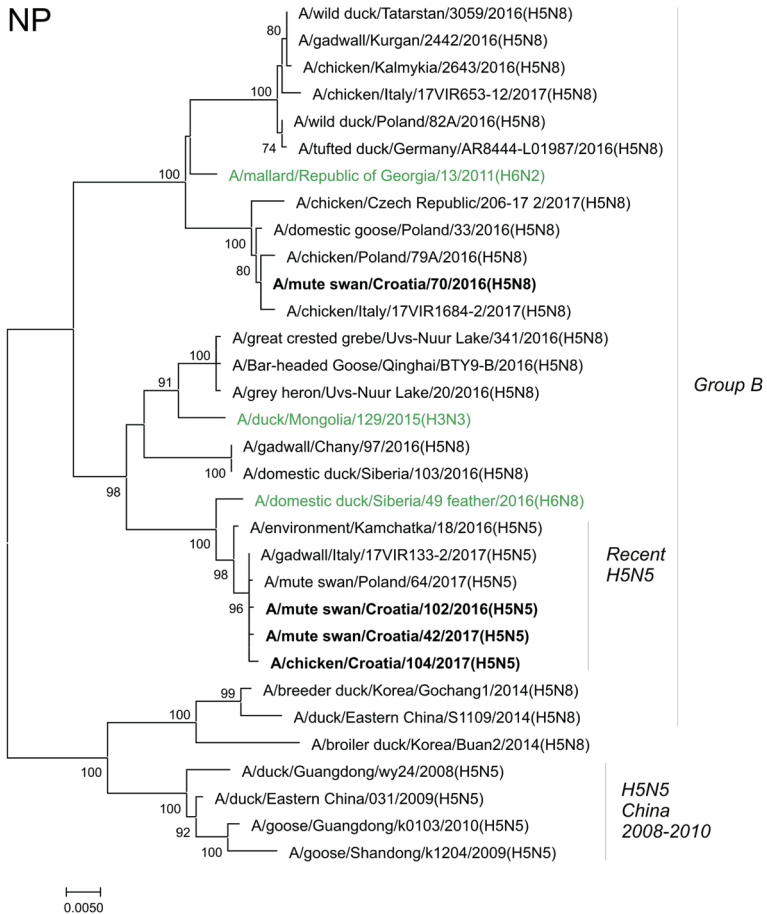 NP
A/wild duck/Tatarstan/3059/2016(H5N8)
80
A/gadwall/Kurgan/2442/2016(H5N8)
A/chicken/Kalmykia/2643/2016(H5N8)
100
A/chicken/Italy/17VIR653-12/2017(H5N8)
A/wild duck/Poland/82A/2016(H5N8)
74
A/tufted duck/Germany/AR8444-L01987/2016(H5N8)
100
A/mallard/Republic of Georgia/13/2011(H6N2)
A/chicken/Czech Republic/206-17 2/2017(H5N8)
A/domestic goose/Poland/33/2016(H5N8)
100
A/chicken/Poland/79A/2016(H5N8)
80
A/mute swan/Croatia/70/2016(H5N8)
A/chicken/Italy/17VIR1684-2/2017(H5N8)
A/great crested grebe/Uvs-Nuur Lake/341/2016(H5N8)
100
A/Bar-headed Goose/Qinghai/BTY9-B/2016(H5N8)
91
A/grey heron/Uvs-Nuur Lake/20/2016(H5N8)
Group B
A/duck/Mongolia/129/2015(H3N3)
A/gadwall/Chany/97/2016(H5N8)
100
A/domestic duck/Siberia/103/2016(H5N8)
98
A/domestic duck/Siberia/49 feather/2016(H6N8)
A/environment/Kamchatka/18/2016(H5N5)
100
A/gadwall/Italy/17VIR133-2/2017(H5N5)
Recent
H5N5
98
A/mute swan/Poland/64/2017(H5N5)
96
A/mute swan/Croatia/102/2016(H5N5)
A/mute swan/Croatia/42/2017(H5N5)
A/chicken/Croatia/104/2017(H5N5)
99
A/breeder duck/Korea/Gochang1/2014(H5N8)
100
A/duck/Eastern China/S1109/2014(H5N8)
A/broiler duck/Korea/Buan2/2014(H5N8)
100
A/duck/Guangdong/wy24/2008(H5N5)
A/duck/Eastern China/031/2009(H5N5)
100
A/goose/Guangdong/k0103/2010(H5N5)
92
A/goose/Shandong/k1204/2009(H5N5)
100
H5N5
China
2008-2010
0.0050